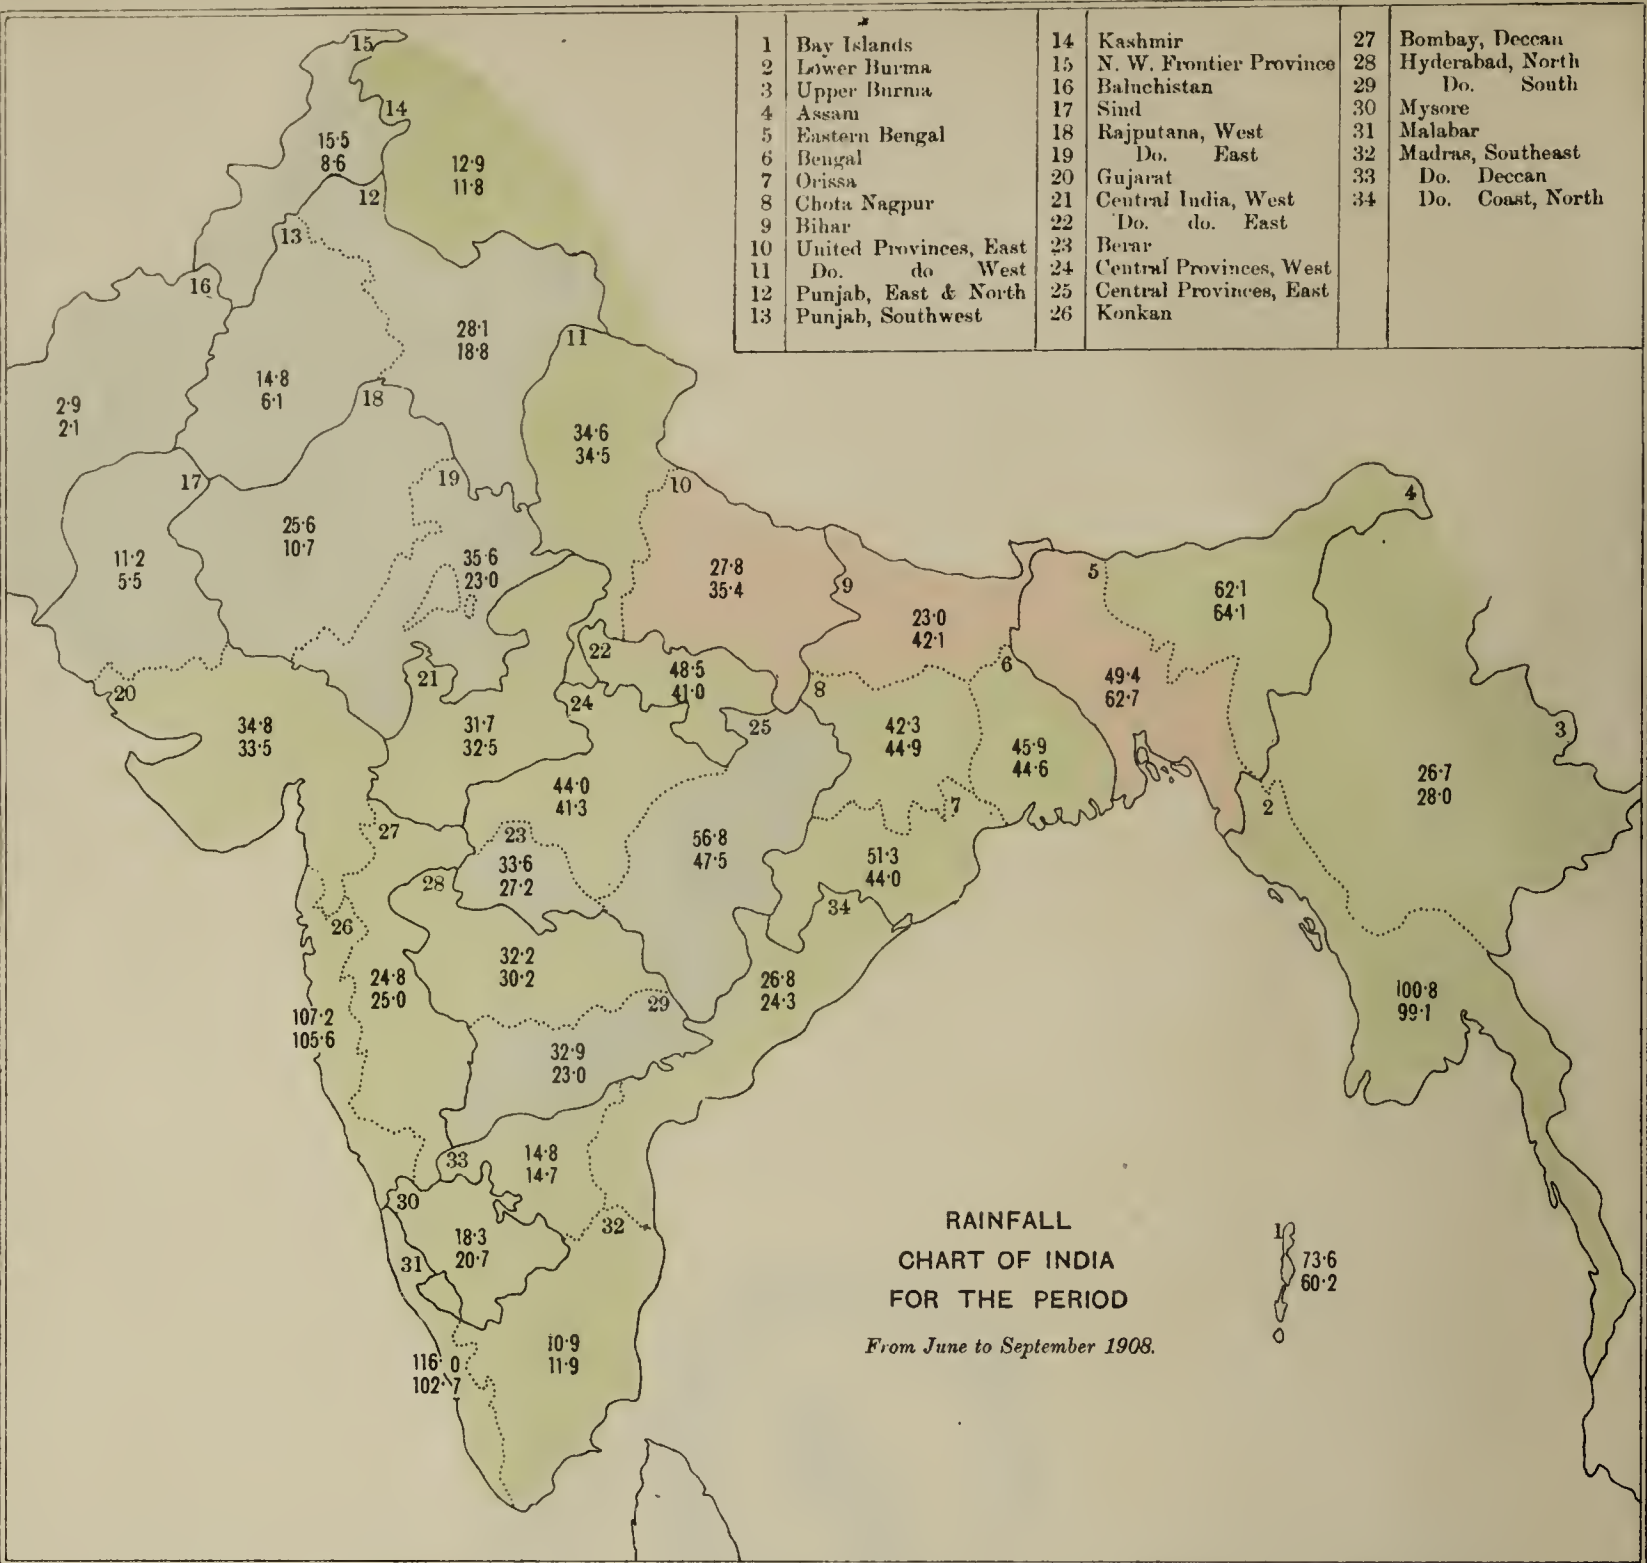 1 Bay Islands
2 Lower Burma
3 Upper Burma
4 Assam
5 Eastern Bengal
6 Bengal
7 Orissa
8 Chota Nagpur
9 Bihar
10 United Provinces, East
11 Do. do West
12 Punjab, East & North
13 Punjab, Southwest
14 Kashmir
15 N. W. Frontier Province
16 Baluchistan
17 Sind
18 Rajputana, West
19 Do. East
20 Gujarat
21 Central India, West
22 Do. do. East
23 Berar
24 Central Provinces, West
25 Central Provinces, East
26 Konkan
27 Bombay, Deccan
28 Hyderabad, North
29 Do. South
30 Mysore
31 Malabar
32 Madras, Southeast
33 Do. Deccan
34 Do. Coast, North
15
14
15·5
8·6
12·9
11·8
12
13
16
28·1
18·8
11
14·8
6·1
18
2·9
2·1
34·6
34·5
17
19
10
4
25·6
10·7
11·2
5·5
35·6
23·0
27·8
35·4
9
5
62·1
64·1
23·0
42·1
22
6
20
21
48·5
41·0
8
49·4
62·7
24
25
3
34·8
33·5
31·7
32·5
42·3
44·9
45·9
44·6
44·0
41·3
7
2
26·7
28·0
27
23
56·8
47·5
33·6
27·2
28
51·3
44·0
26
34
32·2
30·2
24·8
25·0
26·8
24·3
29
100·8
99·1
107·2
105·6
32·9
23·0
33
14·8
14·7
30
32
18·3
20·7
31
RAINFALL
CHART OF INDIA
FOR THE PERIOD
From June to September 1908.
1
73·6
60·2
10·9
11·9
116·0
102·7